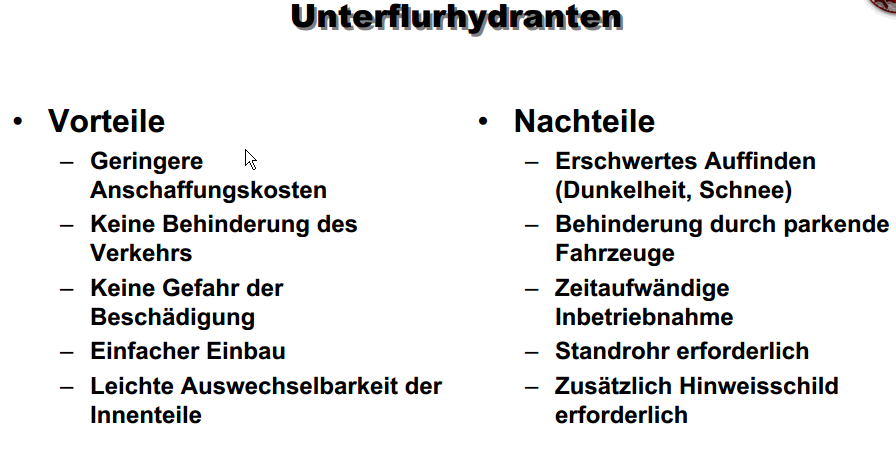 Unterflurhydranten
• Vorteile
– Geringere
Anschaffungskosten
– Keine Behinderung des
Verkehrs
– Keine Gefahr der
Beschädigung
– Einfacher Einbau
– Leichte Auswechselbarkeit der
Innenteile
• Nachteile
– Erschwertes Auffinden
(Dunkelheit, Schnee)
– Behinderung durch parkende
Fahrzeuge
– Zeitaufwändige
Inbetriebnahme
– Standrohr erforderlich
– Zusätzlich Hinweisschild
erforderlich